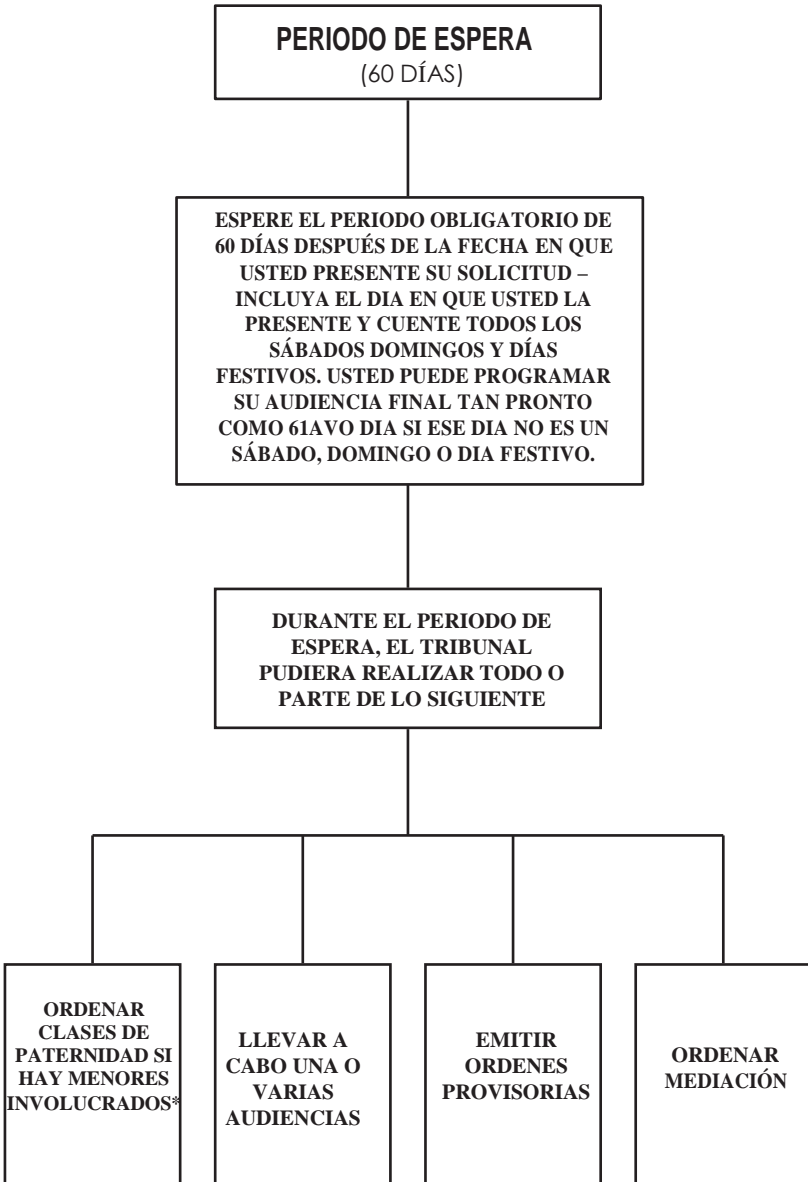 PERIODO DE ESPERA
(60 DÍAS)
ESPERE EL PERIODO OBLIGATORIO DE
60 DÍAS DESPUÉS DE LA FECHA EN QUE
USTED PRESENTE SU SOLICITUD –
INCLUYA EL DIA EN QUE USTED LA
PRESENTE Y CUENTE TODOS LOS
SÁBADOS DOMINGOS Y DÍAS
FESTIVOS. USTED PUEDE PROGRAMAR
SU AUDIENCIA FINAL TAN PRONTO
COMO 61AVO DIA SI ESE DIA NO ES UN
SÁBADO, DOMINGO O DIA FESTIVO.
DURANTE EL PERIODO DE
ESPERA, EL TRIBUNAL
PUDIERA REALIZAR TODO O
PARTE DE LO SIGUIENTE
ORDENAR
CLASES DE
PATERNIDAD SI
HAY MENORES
INVOLUCRADOS*
LLEVAR A
CABO UNA O
VARIAS
AUDIENCIAS
EMITIR
ORDENES
PROVISORIAS
ORDENAR
MEDIACIÓN